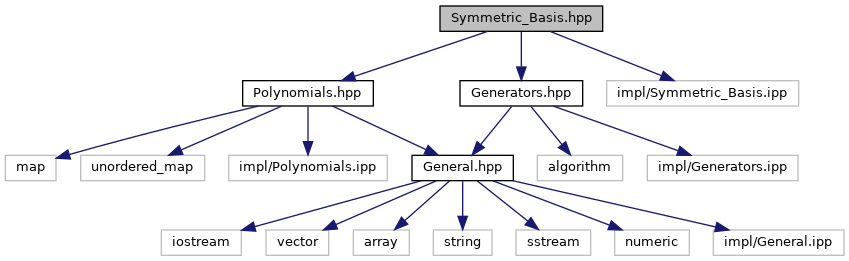 Symmetric_Basis.hpp
Polynomials.hpp
Generators.hpp
impl/Symmetric_Basis.ipp
map
unordered_map
impl/Polynomials.ipp
General.hpp
algorithm
impl/Generators.ipp
iostream
vector
array
string
sstream
numeric
impl/General.ipp